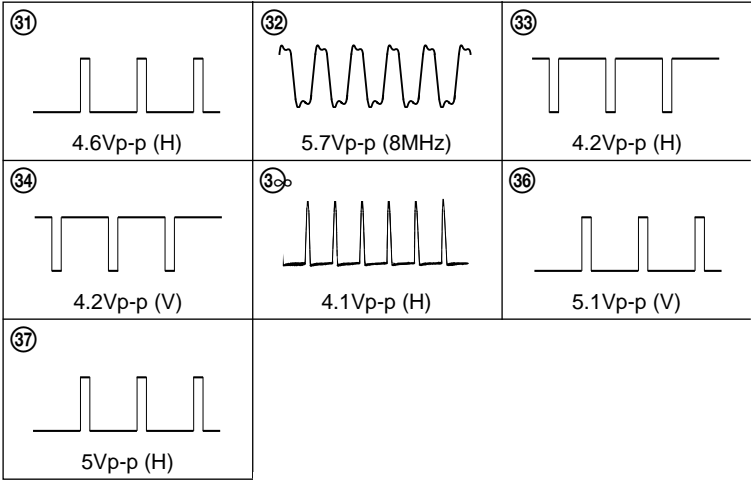 ㉛ ㉜ ㉝
4.6Vp-p (H) 5.7Vp-p (8MHz) 4.2Vp-p (H)
㉞ 3∞ ㊱
4.2Vp-p (V) 4.1Vp-p (H) 5.1Vp-p (V)
㊲
5Vp-p (H)